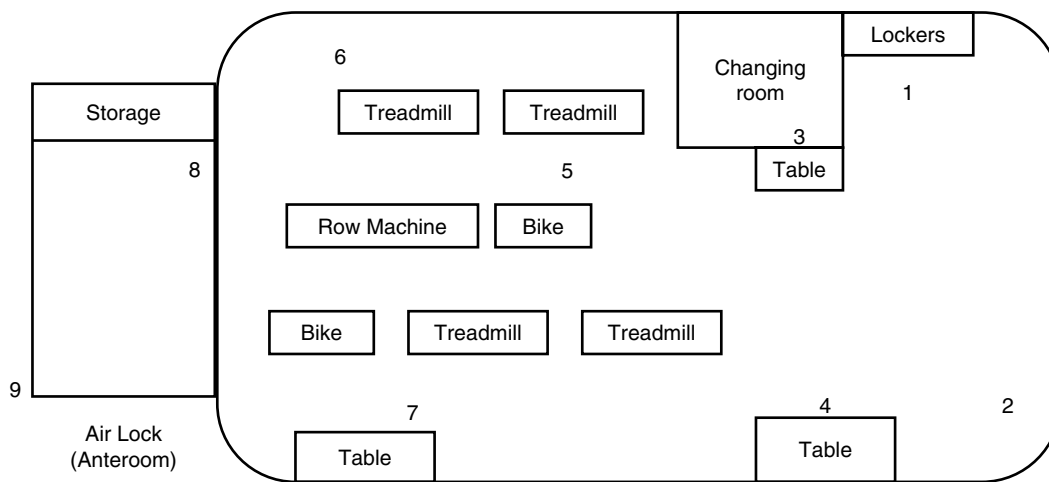 Lockers
6
Changing
room
1
Storage
Treadmill
Treadmill
3
8
5
Table
Row Machine
Bike
Bike
Treadmill
Treadmill
9
7
4
2
Air Lock
(Anteroom)
Table
Table